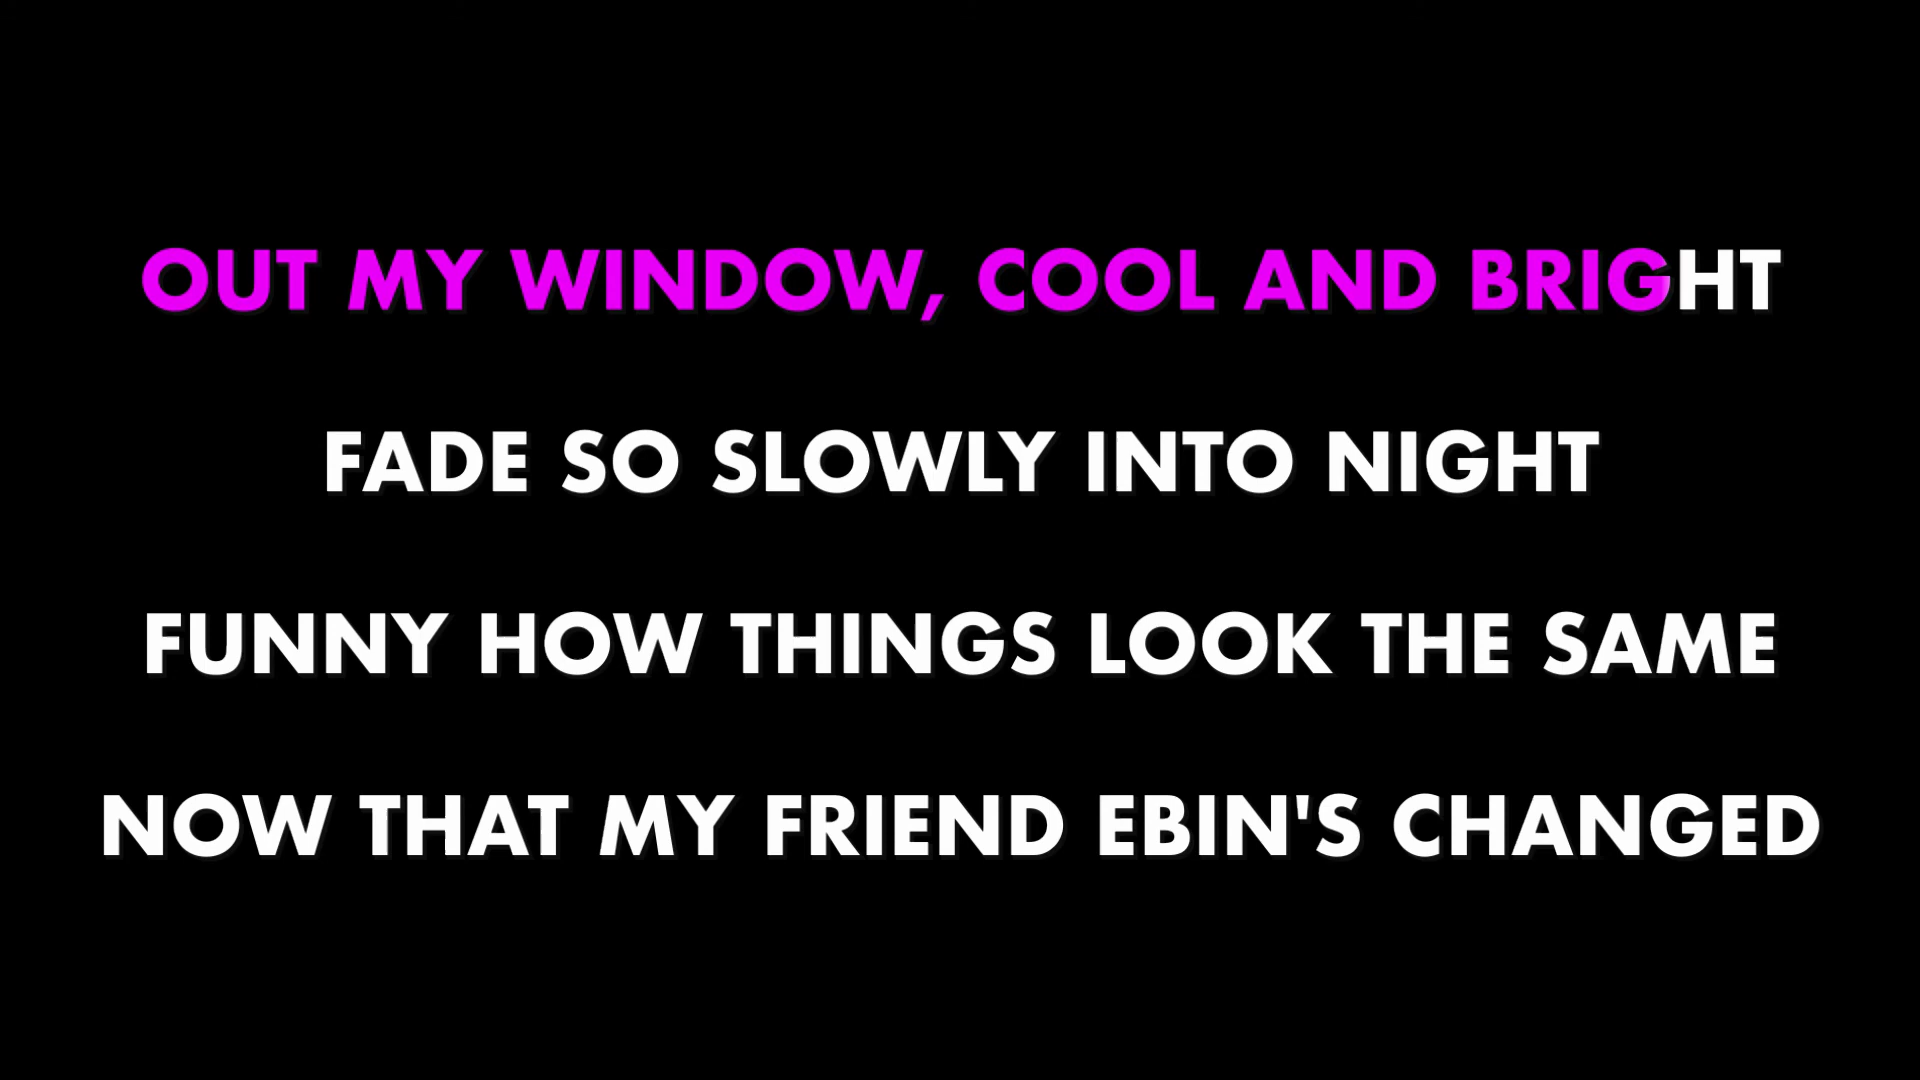 OUT MY WINDOW, COOL AND BRIGHT
FADE SO SLOWLY INTO NIGHT
FUNNY HOW THINGS LOOK THE SAME
NOW THAT MY FRIEND EBIN'S CHANGED